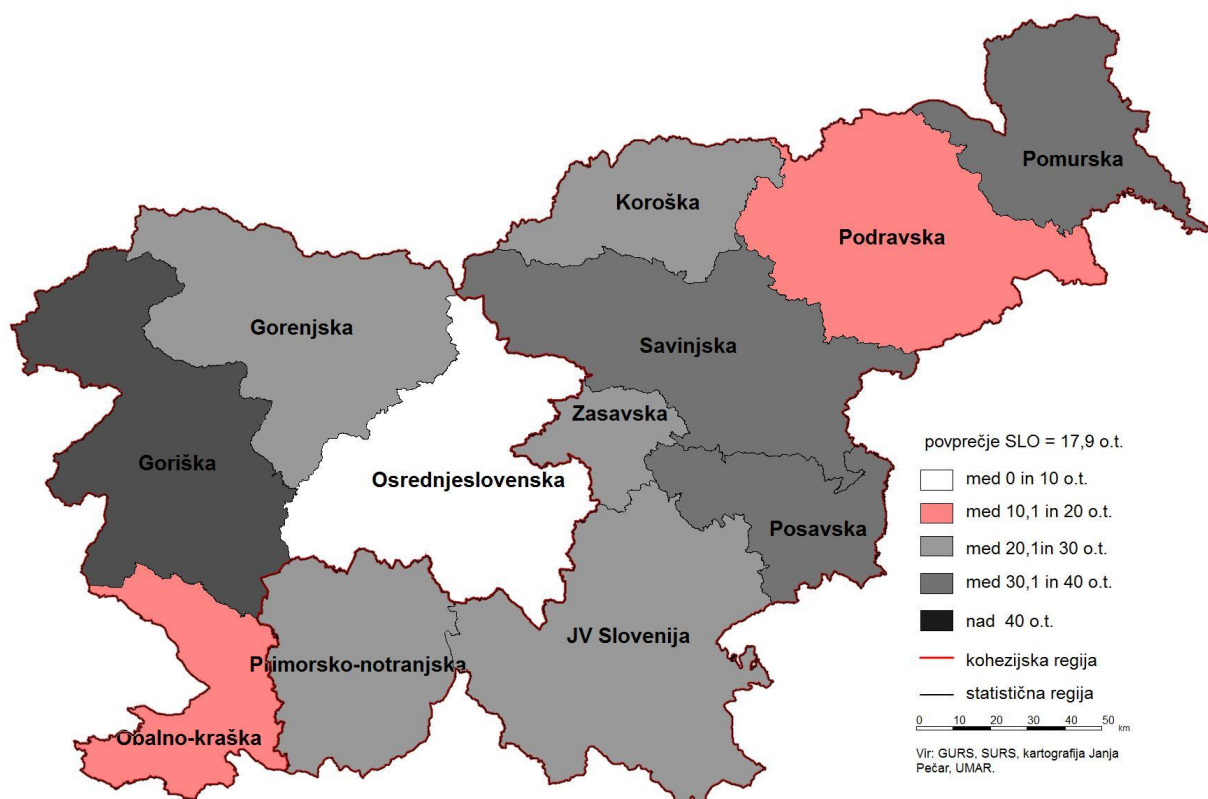 Pomurska
Koroška
Podravska
Gorenjska
Savinjska
Zasavska
Goriška
Osrednjeslovenska
Posavska
JV Slovenija
Primorsko-notranjska
Obalno-kraška
povprečje SLO = 17,9 o.t.
med 0 in 10 o.t.
med 10,1 in 20 o.t.
med 20,1in 30 o.t.
med 30,1 in 40 o.t.
nad 40 o.t.
kohezijska regija
statistična regija
0 10 20 30 40 50
km
Vir: GURS, SURS, kartografija Janja
Pečar, UMAR.